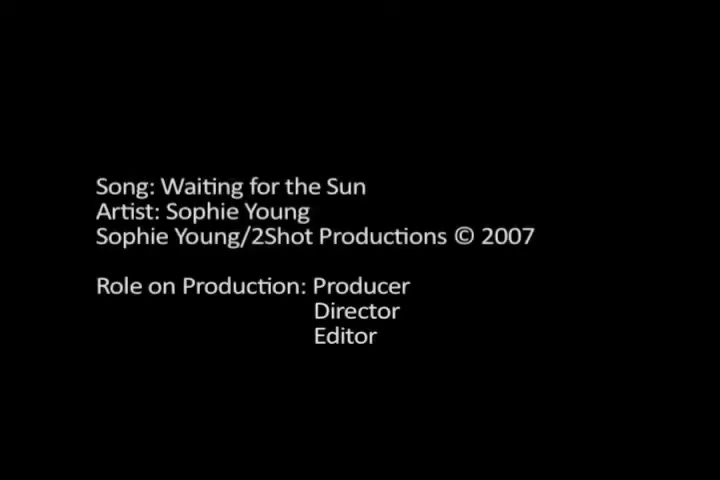 Song: Waiting for the Sun
Artist: Sophie Young
Sophie Young/2Shot Productions © 2007
Role on Production: Producer
Director
Editor